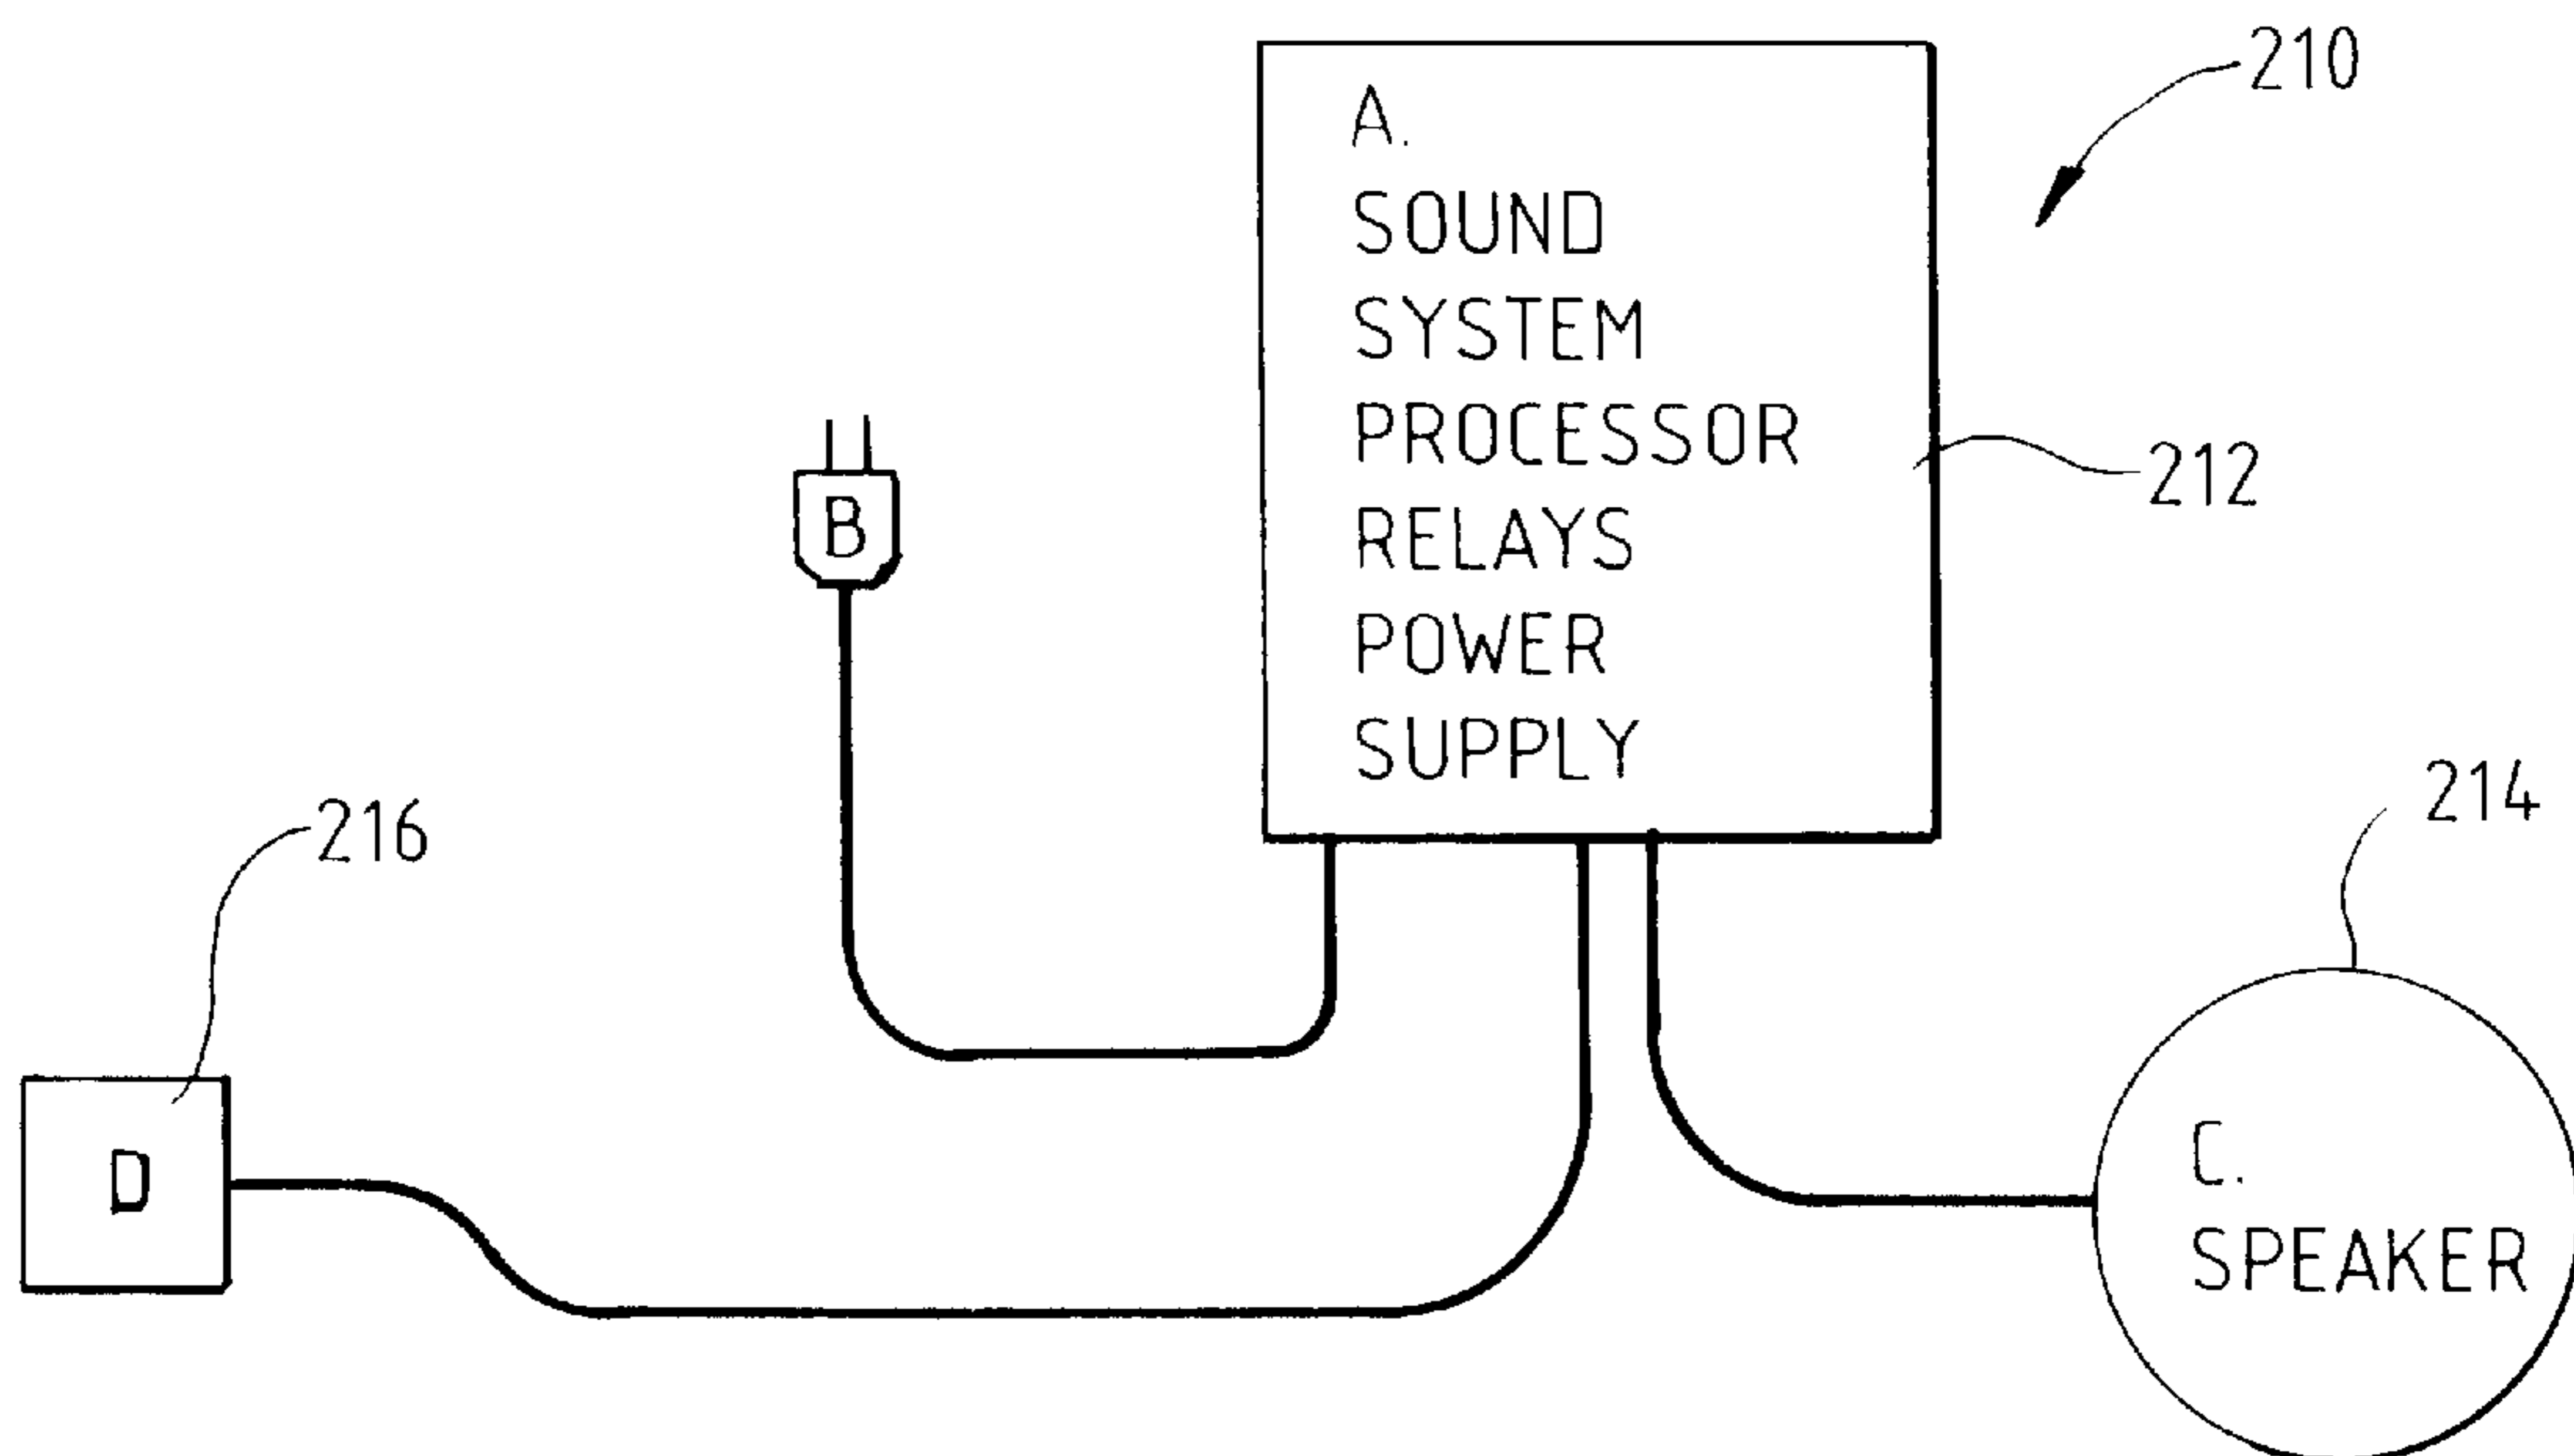 210
A.
SOUND
SYSTEM
PROCESSOR
RELAYS
POWER
SUPPLY
212
B
216
214
D
C.
SPEAKER